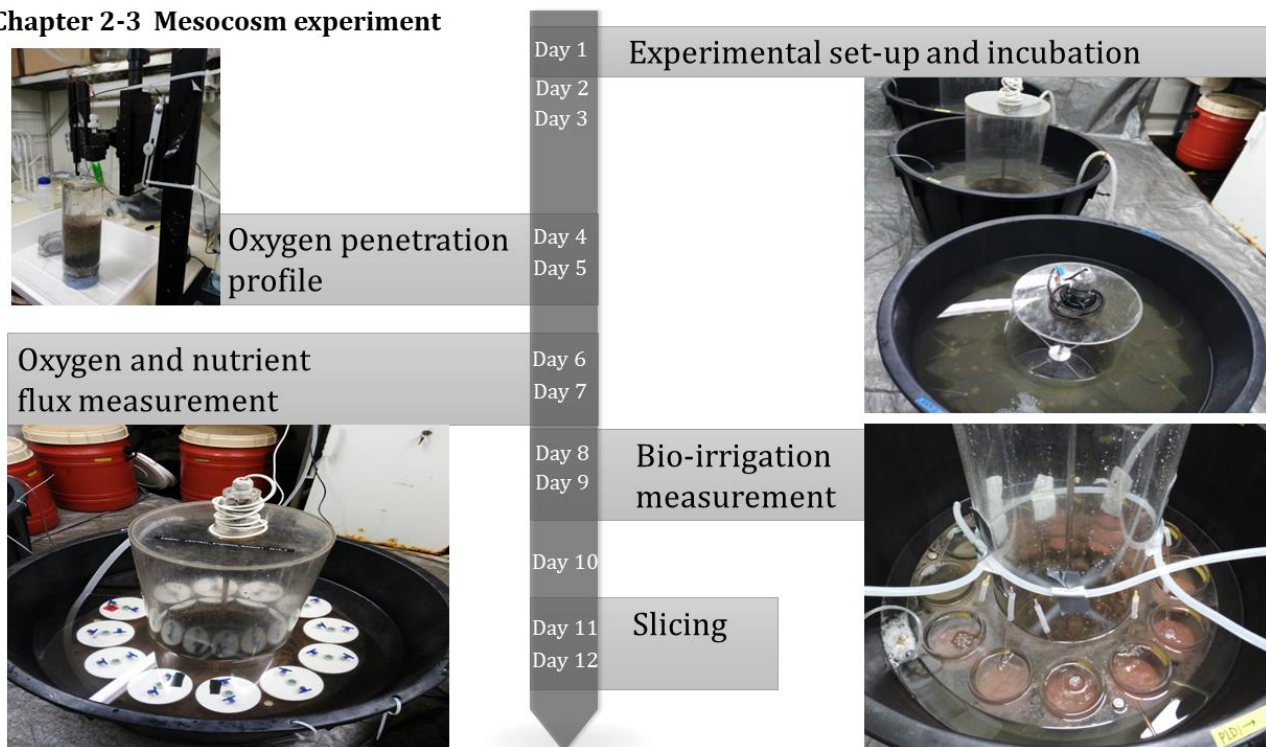 Chapter 2-3 Mesocosm experiment
Day 1
Experimental set-up and incubation
Day 2
Day 3
Oxygen penetration
profile
Day 4
Day 5
Oxygen and nutrient
flux measurement
Day 6
Day 7
Day 8
Day 9
Bio-irrigation
measurement
Day 10
Day 11
Day 12
Slicing